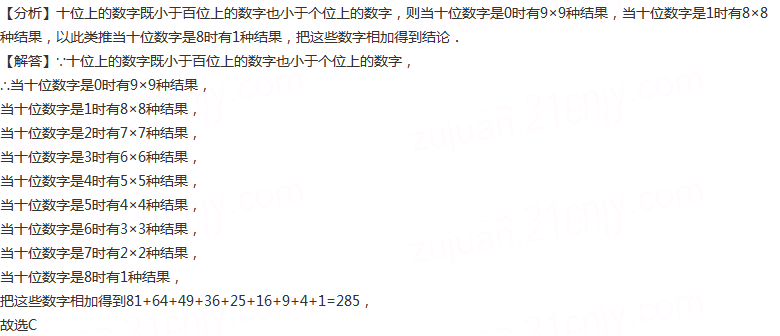 【分析】十位上的数字既小于百位上的数字也小于个位上的数字，则当十位数字是0时有9×9种结果，当十位数字是1时有8×8
种结果，以此类推当十位数字是8时有1种结果，把这些数字相加得到结论．
【解答】∵十位上的数字既小于百位上的数字也小于个位上的数字，
∴当十位数字是0时有9×9种结果，
当十位数字是1时有8×8种结果，
当十位数字是2时有7×7种结果，
当十位数字是3时有6×6种结果，
当十位数字是4时有5×5种结果，
当十位数字是5时有4×4种结果，
当十位数字是6时有3×3种结果，
当十位数字是7时有2×2种结果，
当十位数字是8时有1种结果，
把这些数字相加得到81+64+49+36+25+16+9+4+1=285，
故选C